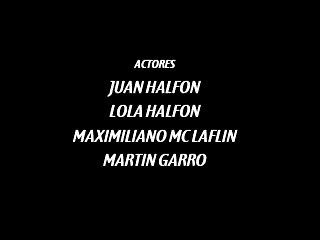 ACTORES
JUAN HALFON
LOLA HALFON
MAXIMILIANO MC LAFLIN
MARTIN GARRO